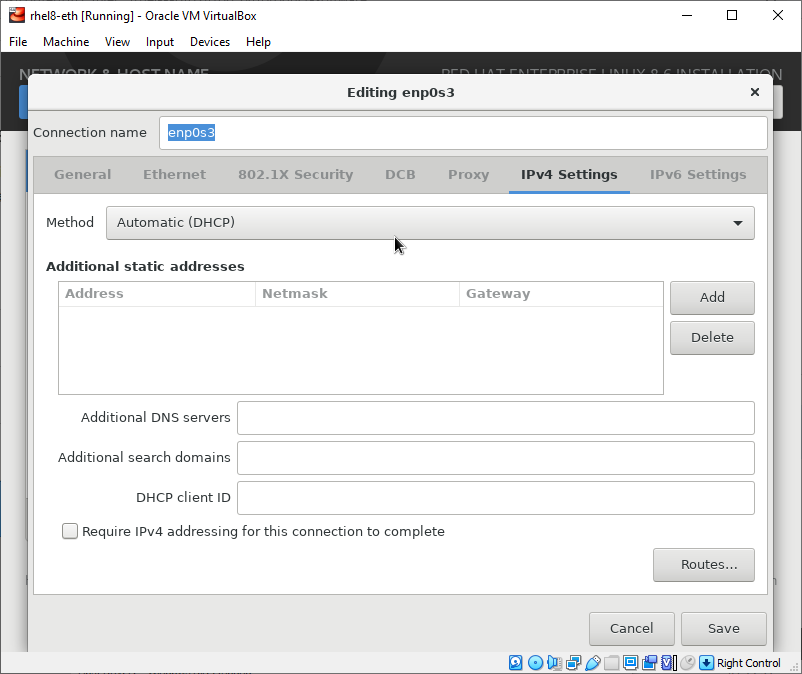 rhel8-eth [Running] - Oracle VM VirtualBox
File Machine View Input Devices Help
NETWORK & HOST NAME RED HAT ENTERPRISE LINUX 8.6 INSTALLATION
Editing enp0s3
Connection name enp0s3
General Ethernet 802.1X Security DCB Proxy IPv4 Settings IPv6 Settings
Method Automatic (DHCP)
Additional static addresses
Address Netmask Gateway
Add
Delete
Additional DNS servers
Additional search domains
DHCP client ID
Require IPv4 addressing for this connection to complete
Routes...
Cancel Save
Right Control